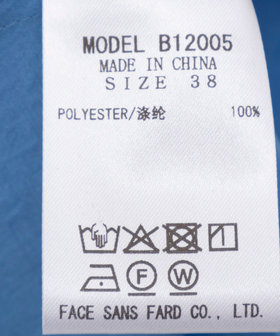 MODEL B12005
MADE IN CHINA
SIZE 38
POLYESTER/涤纶 100%
F W
FACE SANS FARD CO., LTD.